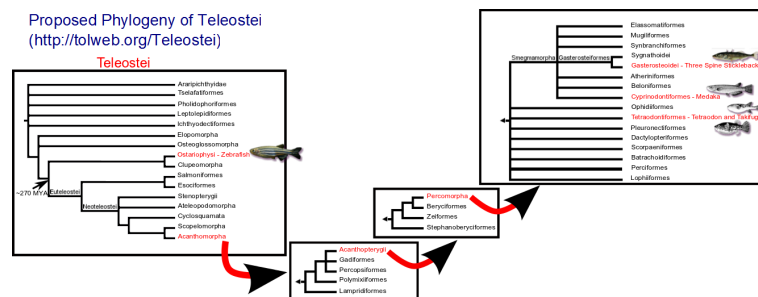 Proposed Phylogeny of Teleostei
(http://tolweb.org/Teleostei)
Teleostei
Araripichthyidae
Tselafatiformes
Pholidophoriformes
Leptolepidiformes
Ichthyodectiformes
Elopomorpha
Osteoglossomorpha
Ostariophysi - Zebrafish
Clupeomorpha
Salmoniformes
Esociformes
Stenopterygii
Ateleopodomorpha
Cyclosquamata
Scopelomorpha
Acanthomorpha
~270 MYA
Euteleostei
Neoteleostei
Acanthopterygii
Gadiformes
Percopsiformes
Polymixiiformes
Lampridiformes
Percomorpha
Beryciformes
Zeiformes
Stephanoberyciformes
Elassomatiformes
Mugiliformes
Synbranchiformes
Sygnathoidei
Smegmamorpha
Gasterosteiformes
Gasterosteoidei - Three Spine Stickleback
Atheriniformes
Beloniformes
Cyprinodontiformes - Medaka
Ophidiiformes
Tetraodontiformes - Tetraodon and Takifugu
Pleuronectiformes
Dactylopteriformes
Scorpaeniformes
Batrachoidiformes
Perciformes
Lophiiformes